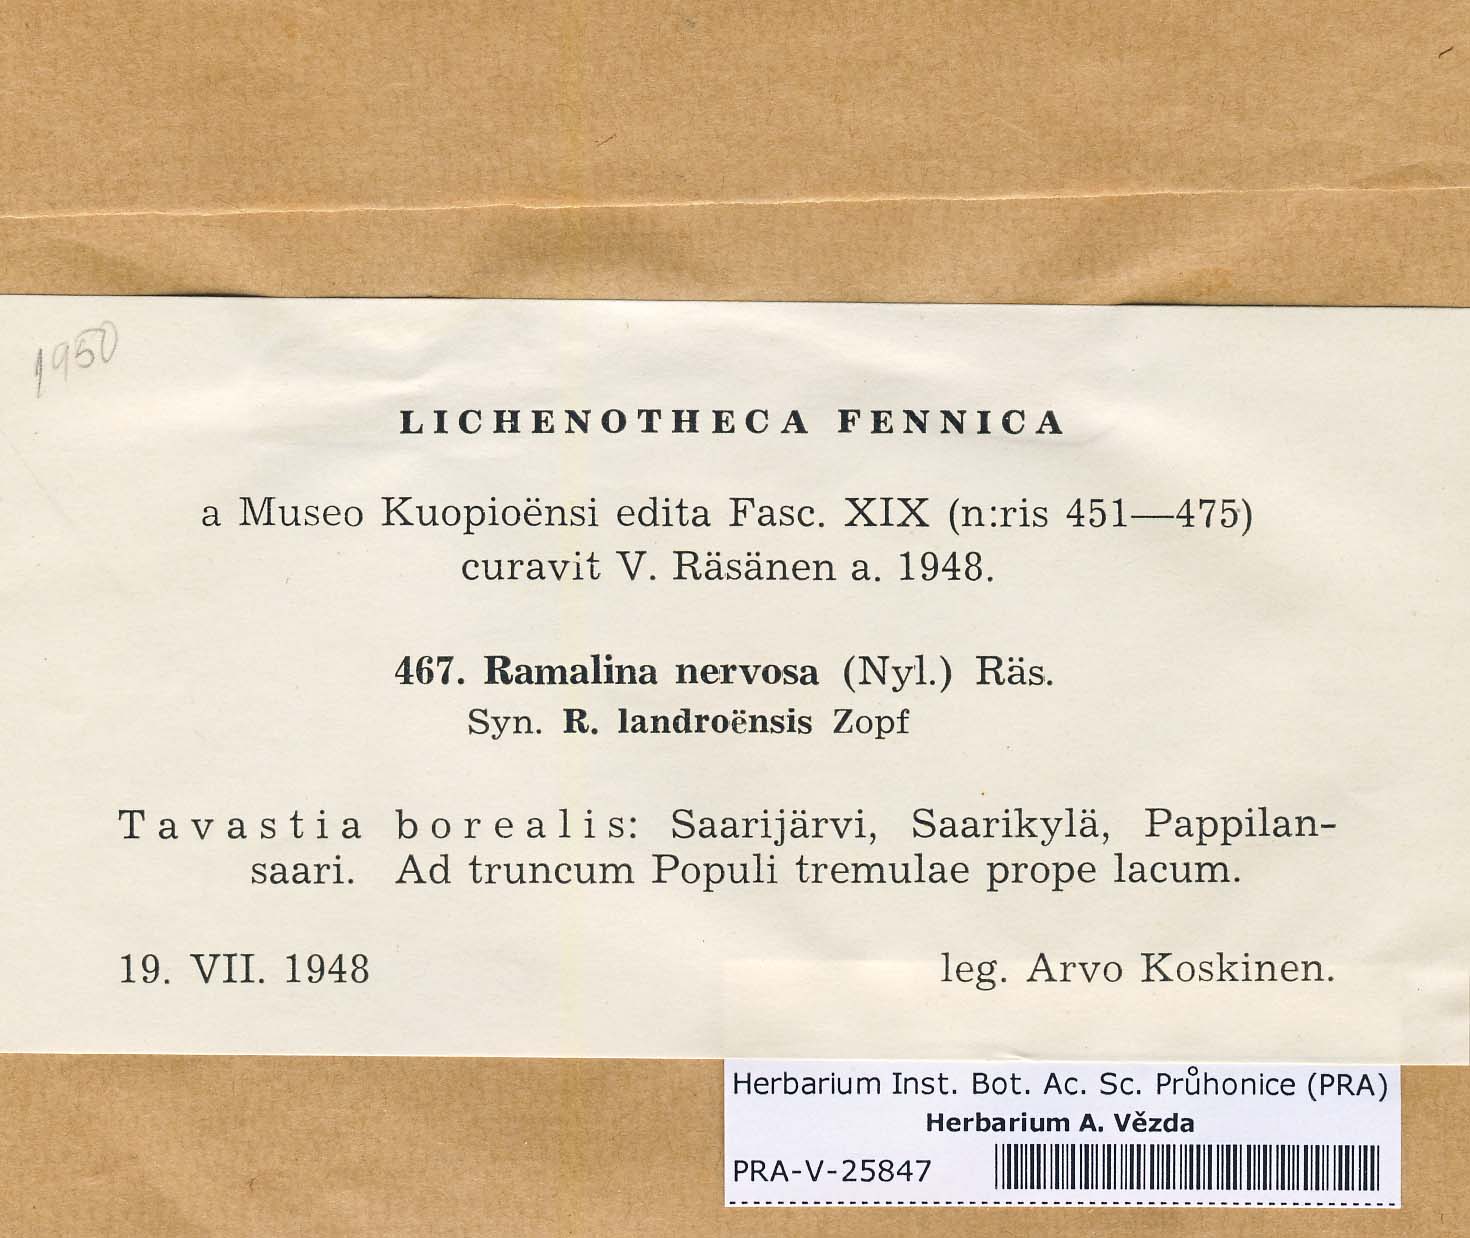 1950
LICHENOTHECA FENNICA
a Museo Kuopioënsi edita Fasc. XIX (n:ris 451—475)
curavit V. Räsänen a. 1948.
467. Ramalina nervosa (Nyl.) Räs.
Syn. R. landroënsis Zopf
Tavastia borealis: Saarijärvi, Saarikylä, Pappilan-
saari. Ad truncum Populi tremulae prope lacum.
19. VII. 1948 leg. Arvo Koskinen.
Herbarium Inst. Bot. Ac. Sc. Průhonice (PRA)
Herbarium A. Vězda
PRA-V-25847